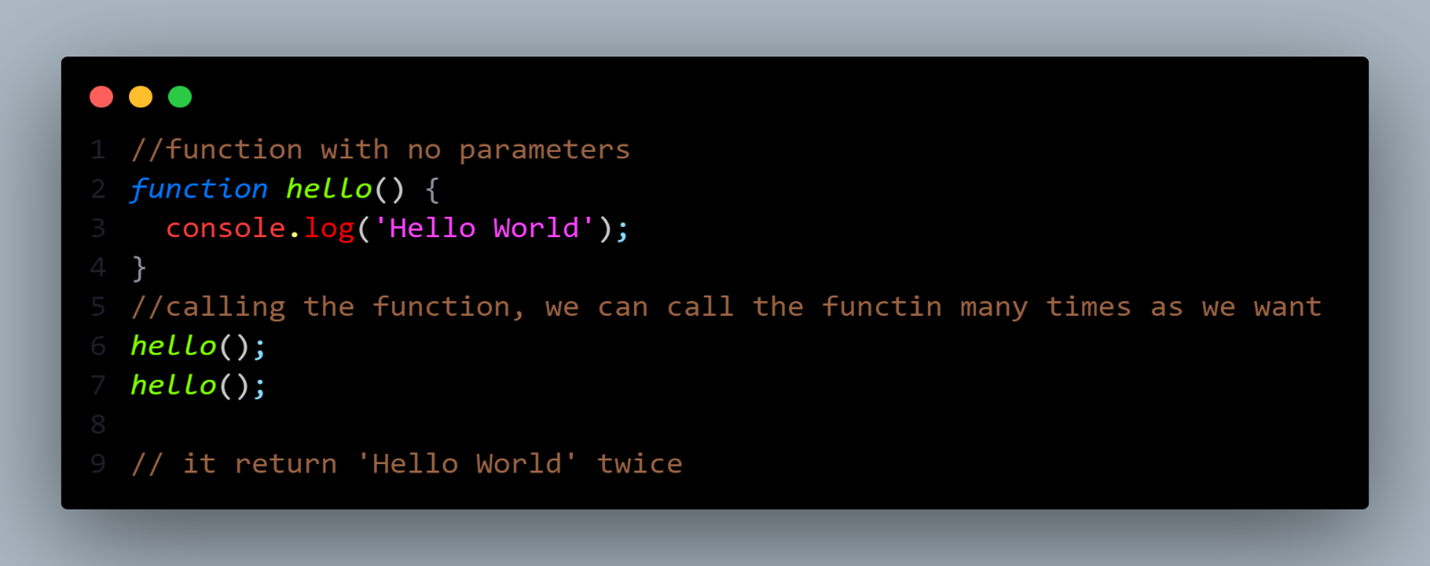 1 //function with no parameters
2 function hello() {
3   console.log('Hello World');
4 }
5 //calling the function, we can call the functin many times as we want
6 hello();
7 hello();
8
9 // it return 'Hello World' twice